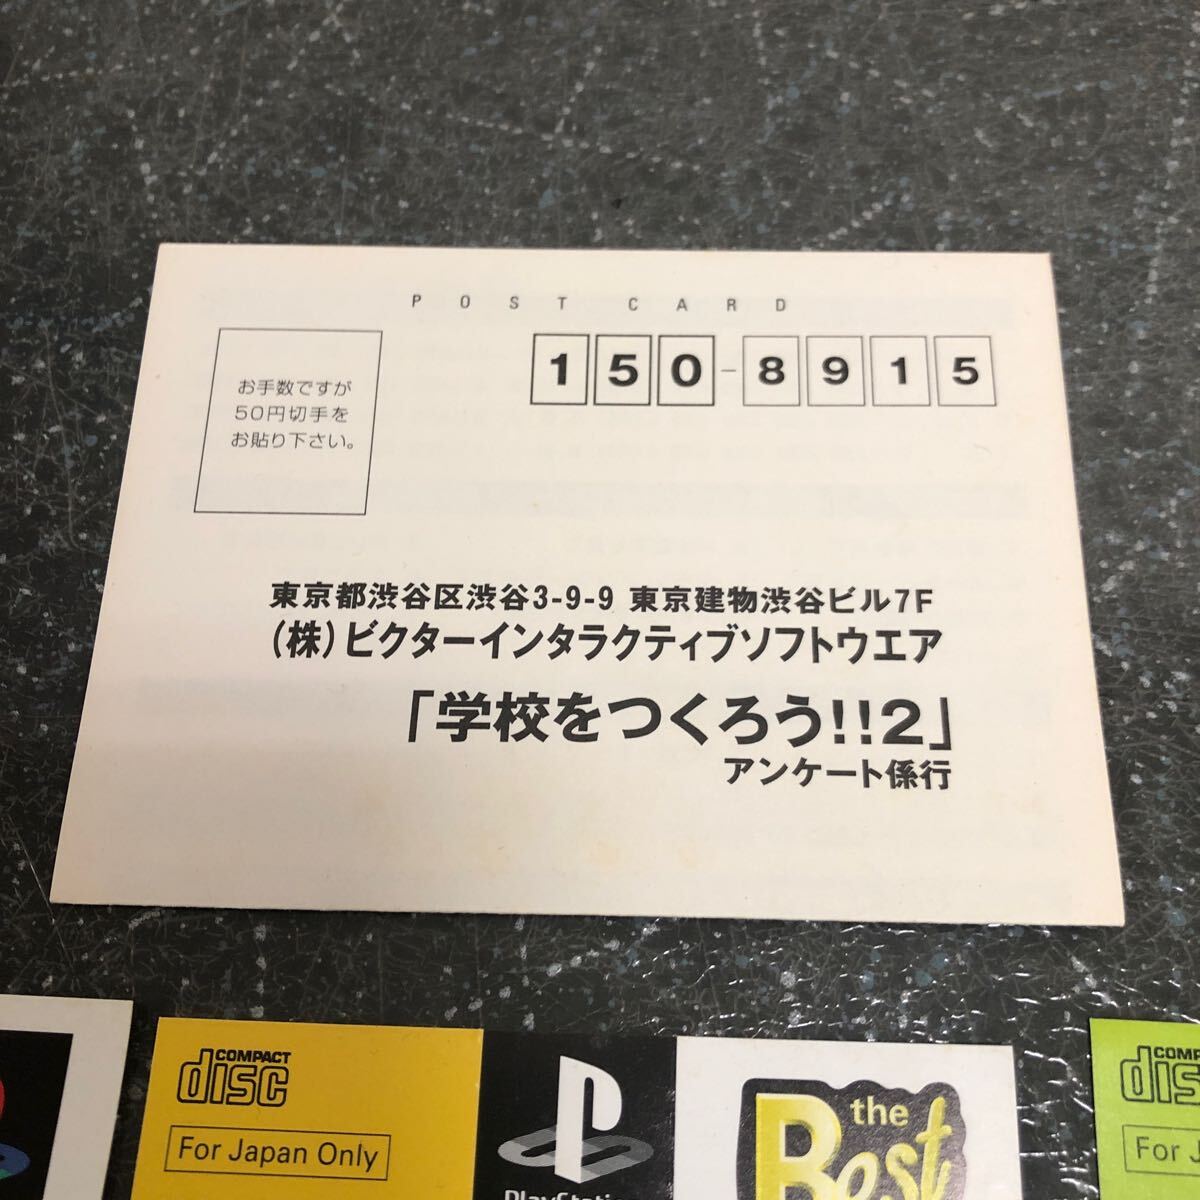 POST CARD
お手数ですが
50円切手を
お貼り下さい。
150-8915
東京都渋谷区渋谷3-9-9 東京建物渋谷ビル7F
(株)ビクターインタラクティブソフトウエア
「学校をつくろう!!2」
アンケート係行
COMPACT
disc
For Japan Only
PlayStation
the
Best
COMPACT
disc
For J